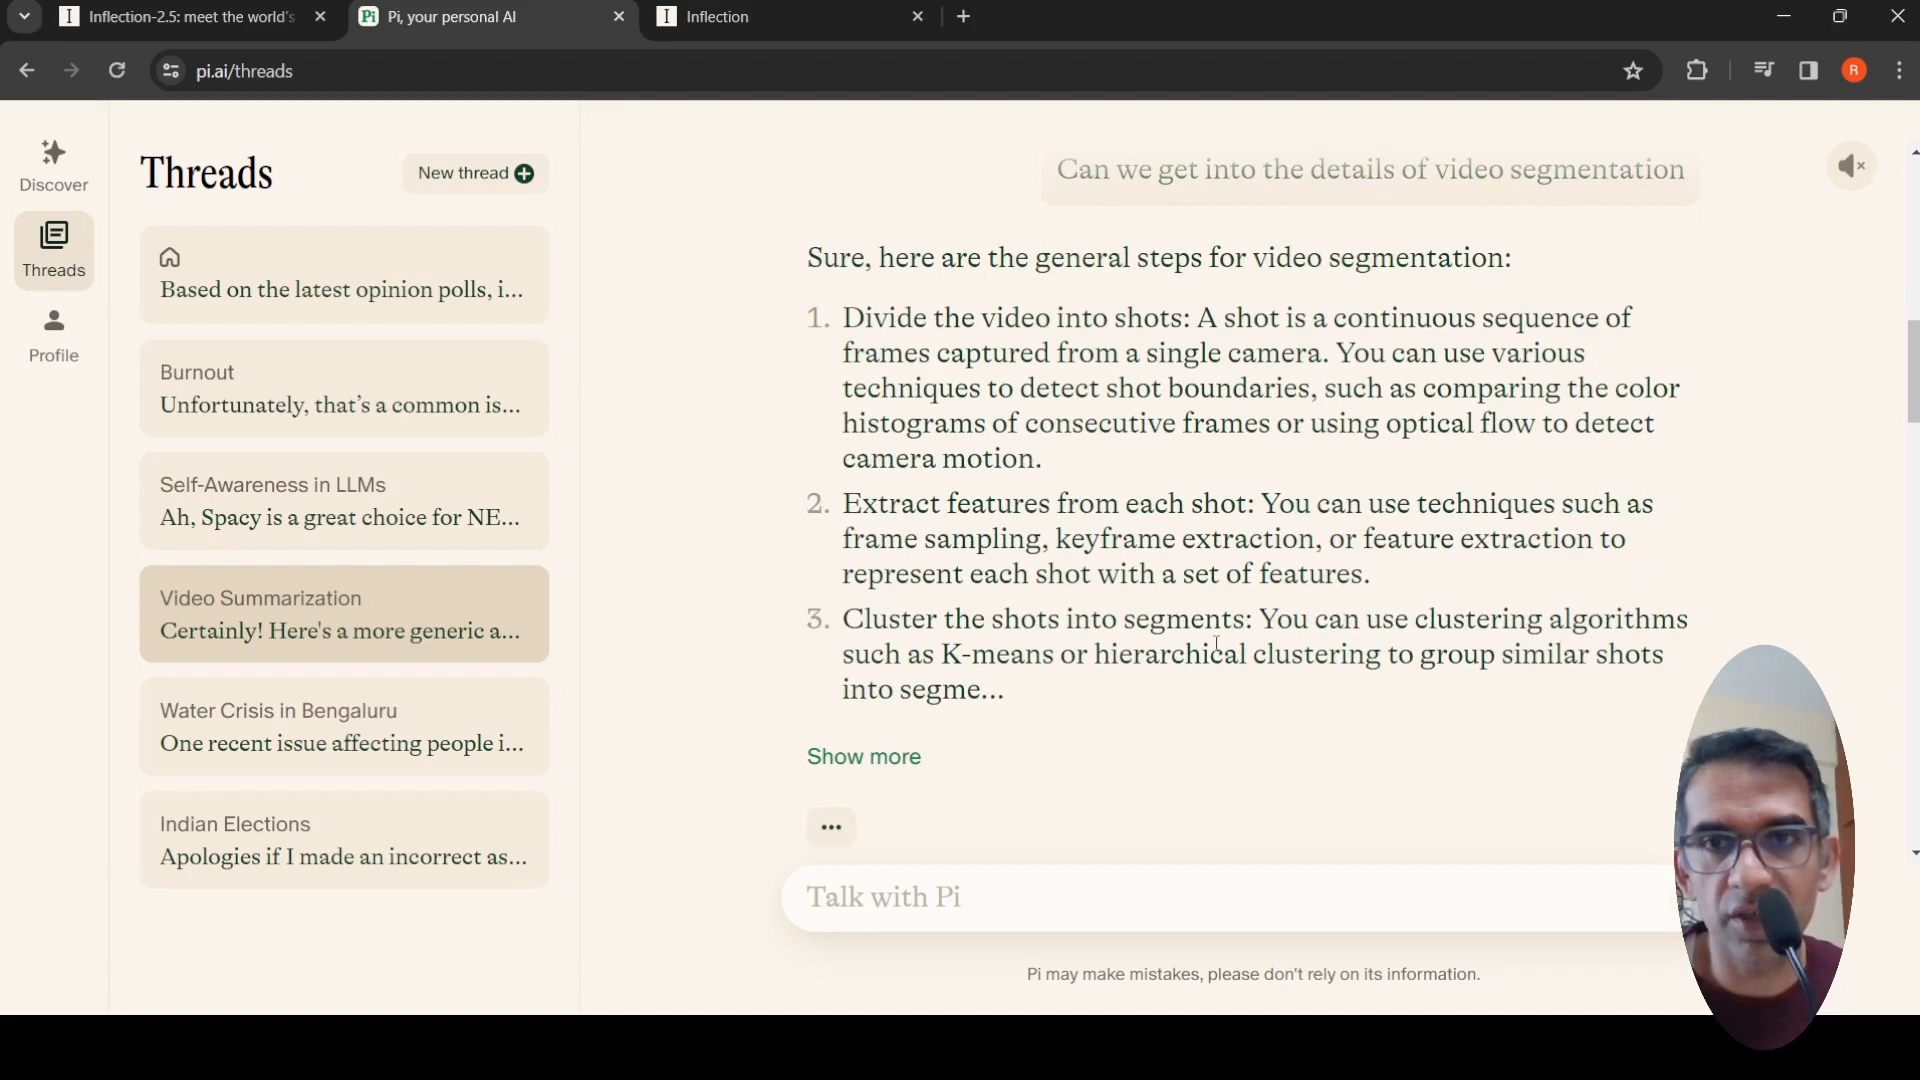 Inflection-2.5: meet the world's
Pi, your personal AI
Inflection
pi.ai/threads
R
Discover
Threads
Profile
Threads
New thread
Based on the latest opinion polls, i...
Burnout
Unfortunately, that's a common is...
Self-Awareness in LLMs
Ah, Spacy is a great choice for NE...
Video Summarization
Certainly! Here's a more generic a...
Water Crisis in Bengaluru
One recent issue affecting people i...
Indian Elections
Apologies if I made an incorrect as...
Can we get into the details of video segmentation
Sure, here are the general steps for video segmentation:
1. Divide the video into shots: A shot is a continuous sequence of
frames captured from a single camera. You can use various
techniques to detect shot boundaries, such as comparing the color
histograms of consecutive frames or using optical flow to detect
camera motion.
2. Extract features from each shot: You can use techniques such as
frame sampling, keyframe extraction, or feature extraction to
represent each shot with a set of features.
3. Cluster the shots into segments: You can use clustering algorithms
such as K-means or hierarchical clustering to group similar shots
into segme...
Show more
...
Talk with Pi
Pi may make mistakes, please don't rely on its information.